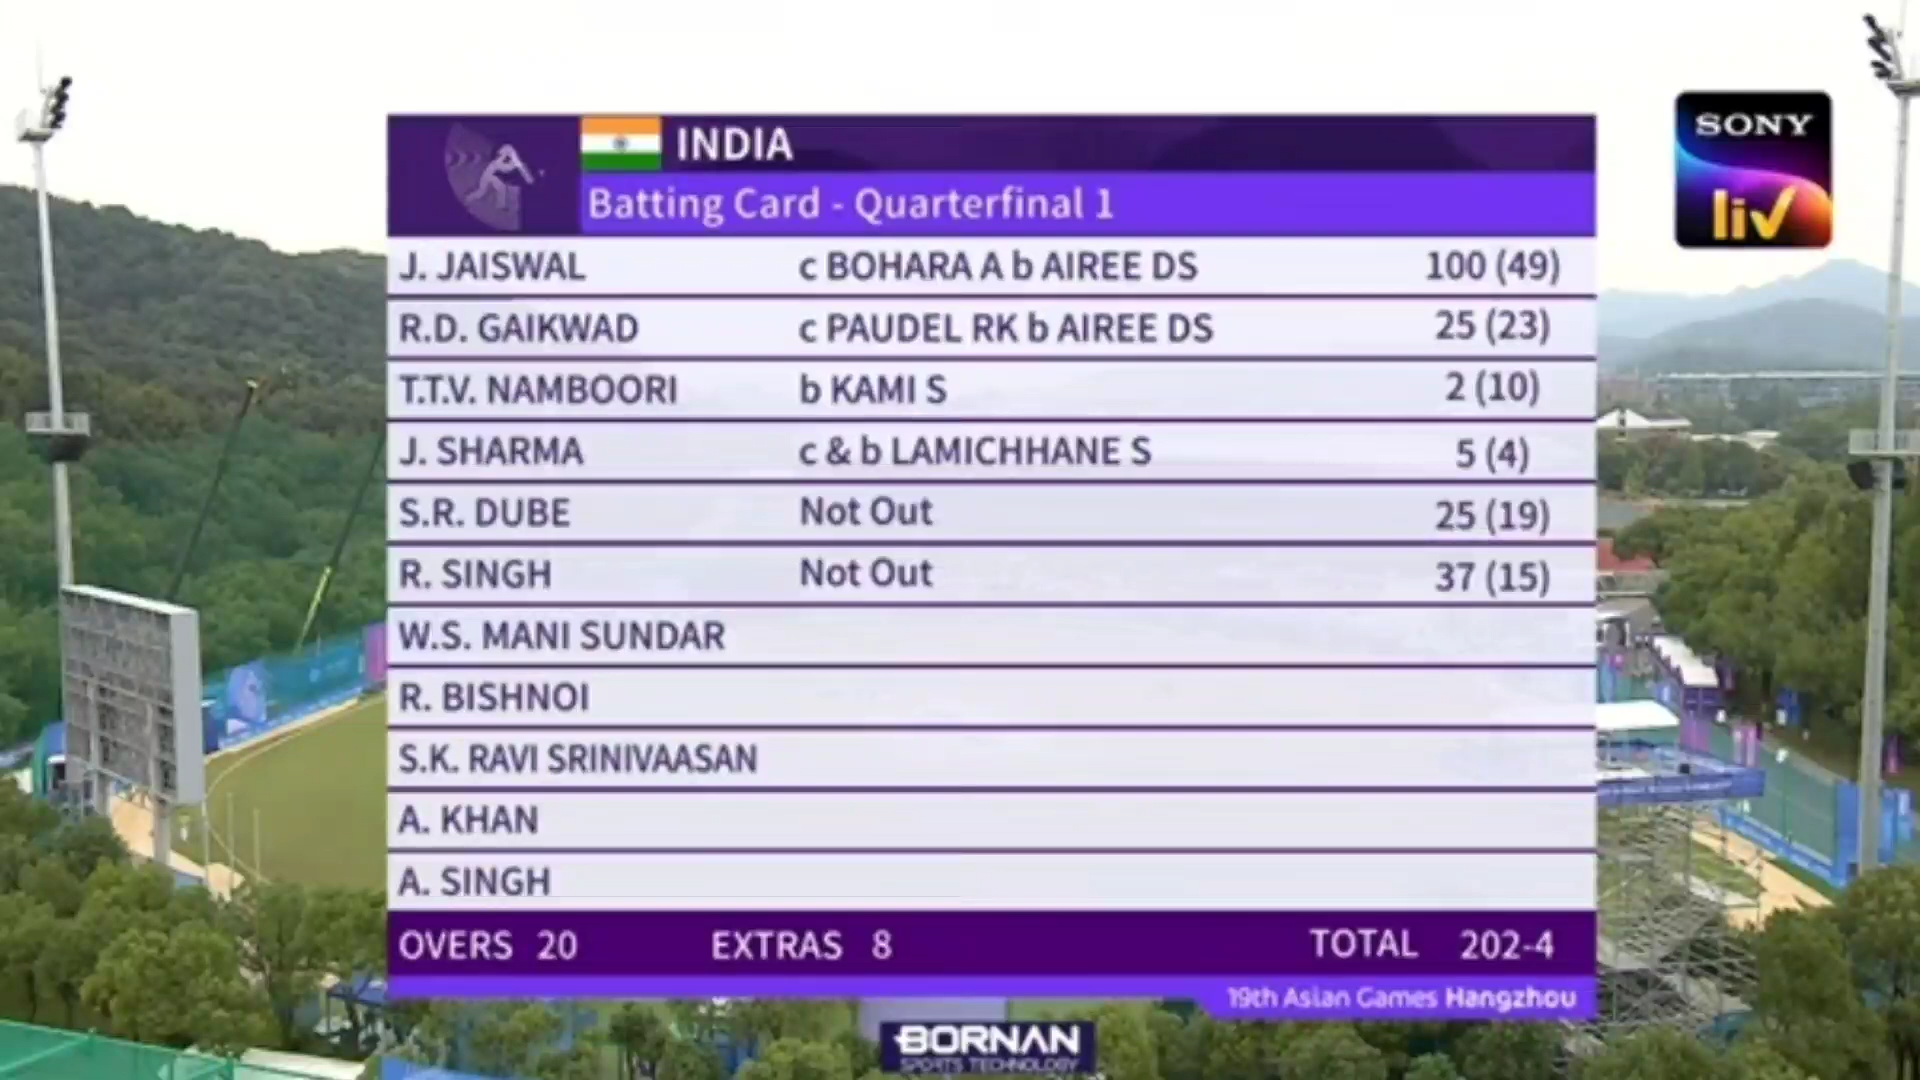 SONY
liv
INDIA
Batting Card - Quarterfinal 1
J. JAISWAL c BOHARA A b AIREE DS 100 (49)
R.D. GAIKWAD c PAUDEL RK b AIREE DS 25 (23)
T.T.V. NAMBOORI b KAMI S 2 (10)
J. SHARMA c & b LAMICHHANE S 5 (4)
S.R. DUBE Not Out 25 (19)
R. SINGH Not Out 37 (15)
W.S. MANI SUNDAR
R. BISHNOI
S.K. RAVI SRINIVAASAN
A. KHAN
A. SINGH
OVERS 20 EXTRAS 8 TOTAL 202-4
19th Asian Games Hangzhou
BORNAN
SPORTS TECHNOLOGY